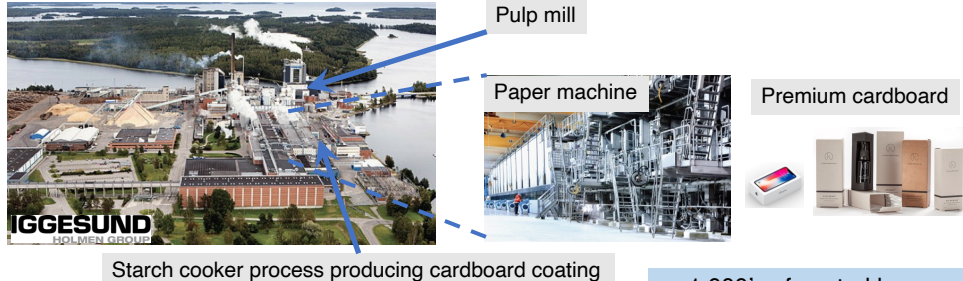 Pulp mill
Paper machine
Premium cardboard
IGGESUND
HOLMEN GROUP
Starch cooker process producing cardboard coating